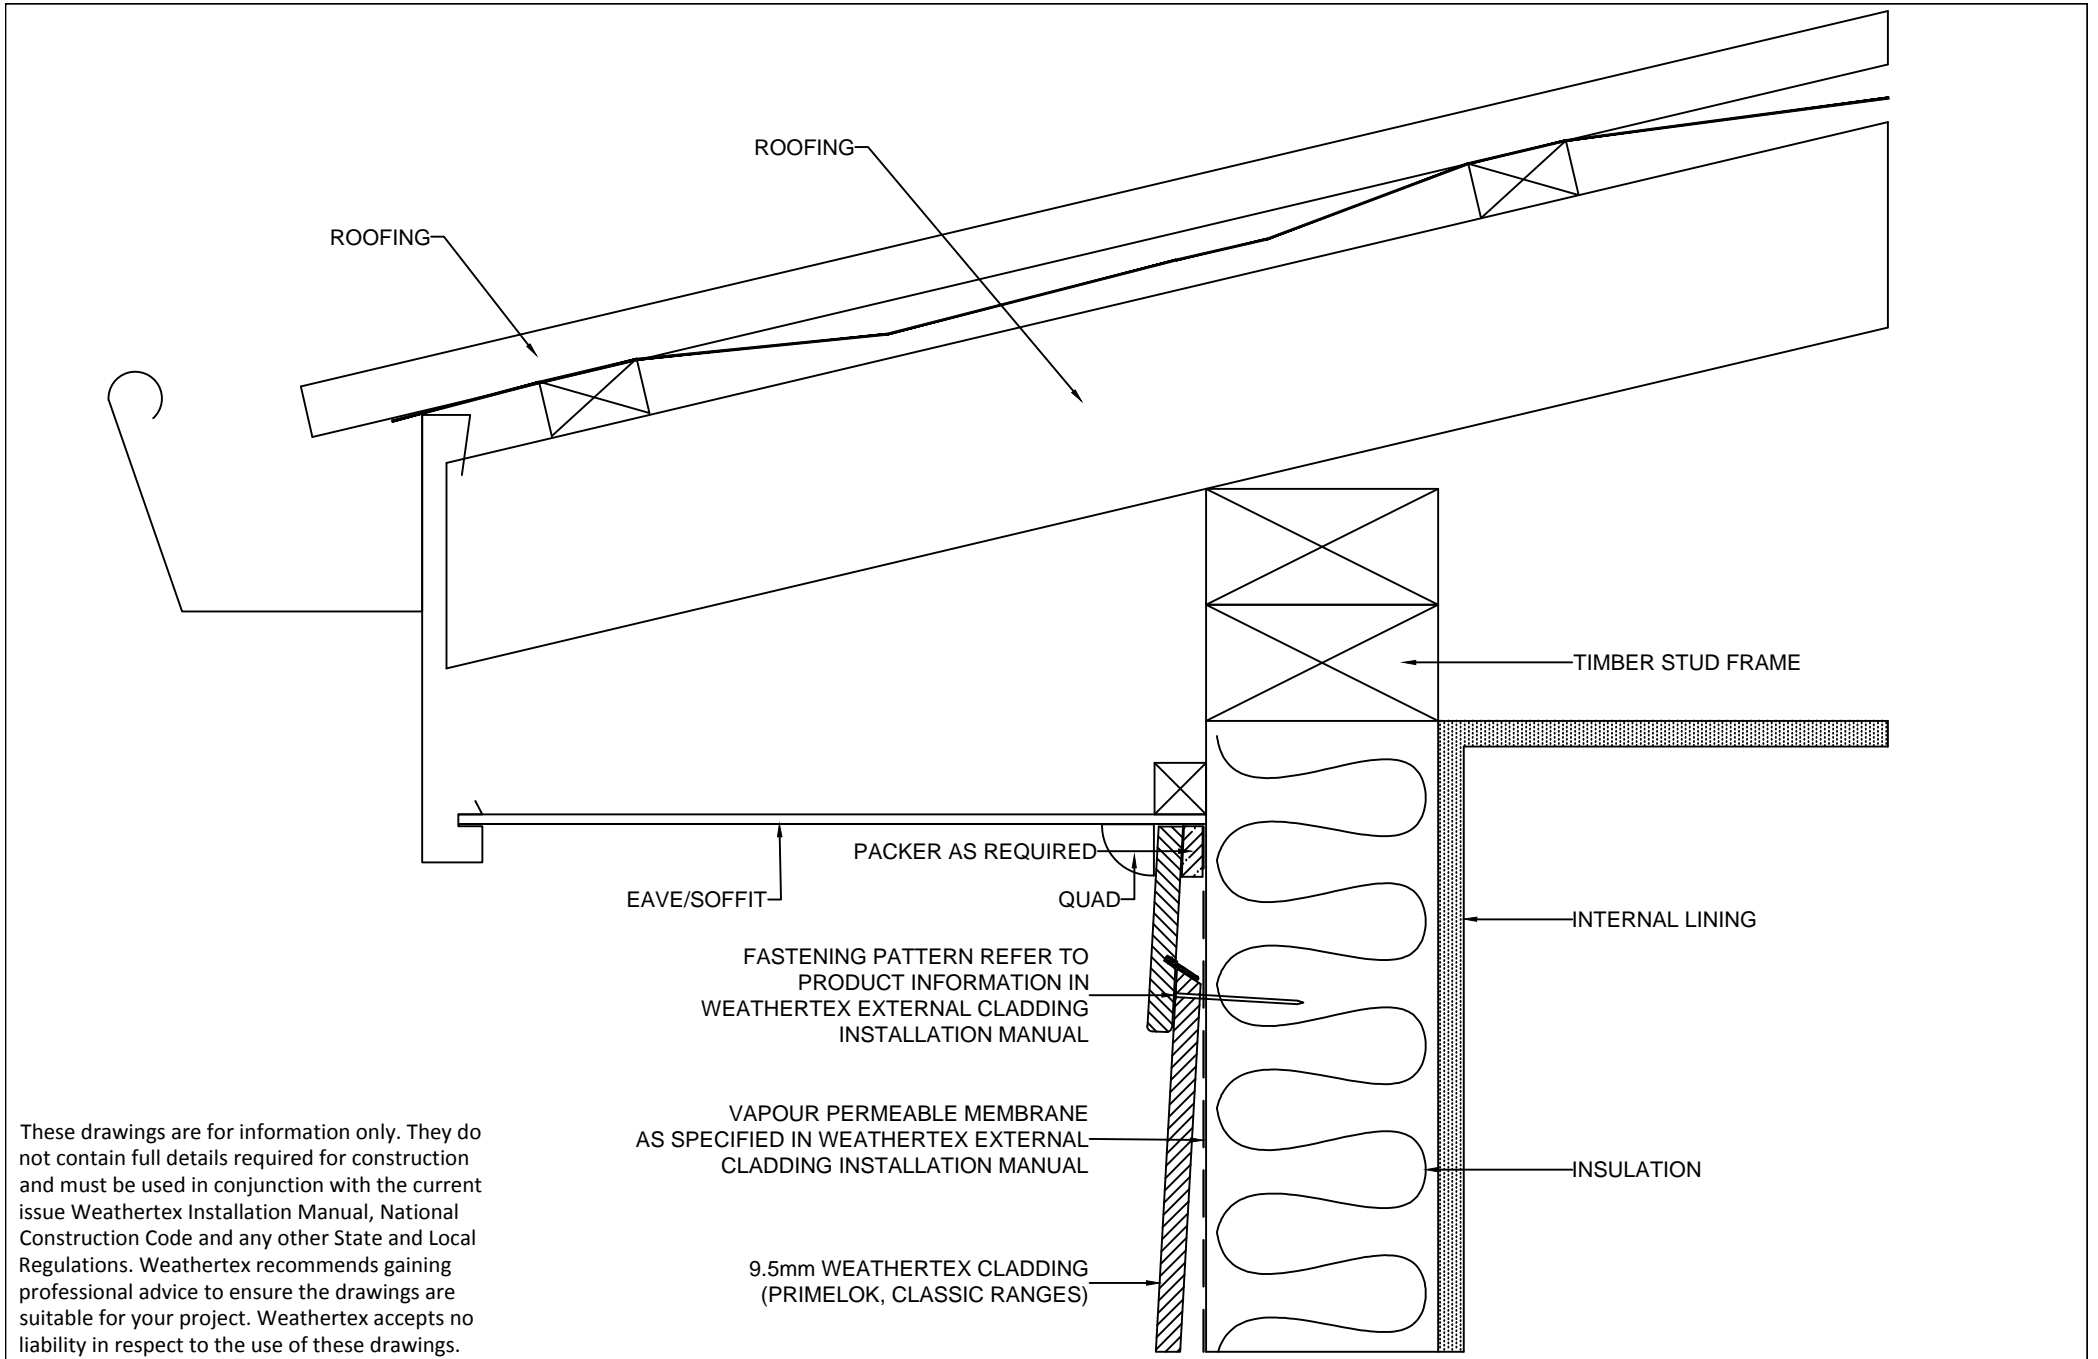 ROOFING
ROOFING
TIMBER STUD FRAME
PACKER AS REQUIRED
EAVE/SOFFIT
QUAD
INTERNAL LINING
FASTENING PATTERN REFER TO
PRODUCT INFORMATION IN
WEATHERTEX EXTERNAL CLADDING
INSTALLATION MANUAL
VAPOUR PERMEABLE MEMBRANE
AS SPECIFIED IN WEATHERTEX EXTERNAL
CLADDING INSTALLATION MANUAL
INSULATION
9.5mm WEATHERTEX CLADDING
(PRIMELOK, CLASSIC RANGES)
These drawings are for information only. They do
not contain full details required for construction
and must be used in conjunction with the current
issue Weathertex Installation Manual, National
Construction Code and any other State and Local
Regulations. Weathertex recommends gaining
professional advice to ensure the drawings are
suitable for your project. Weathertex accepts no
liability in respect to the use of these drawings.